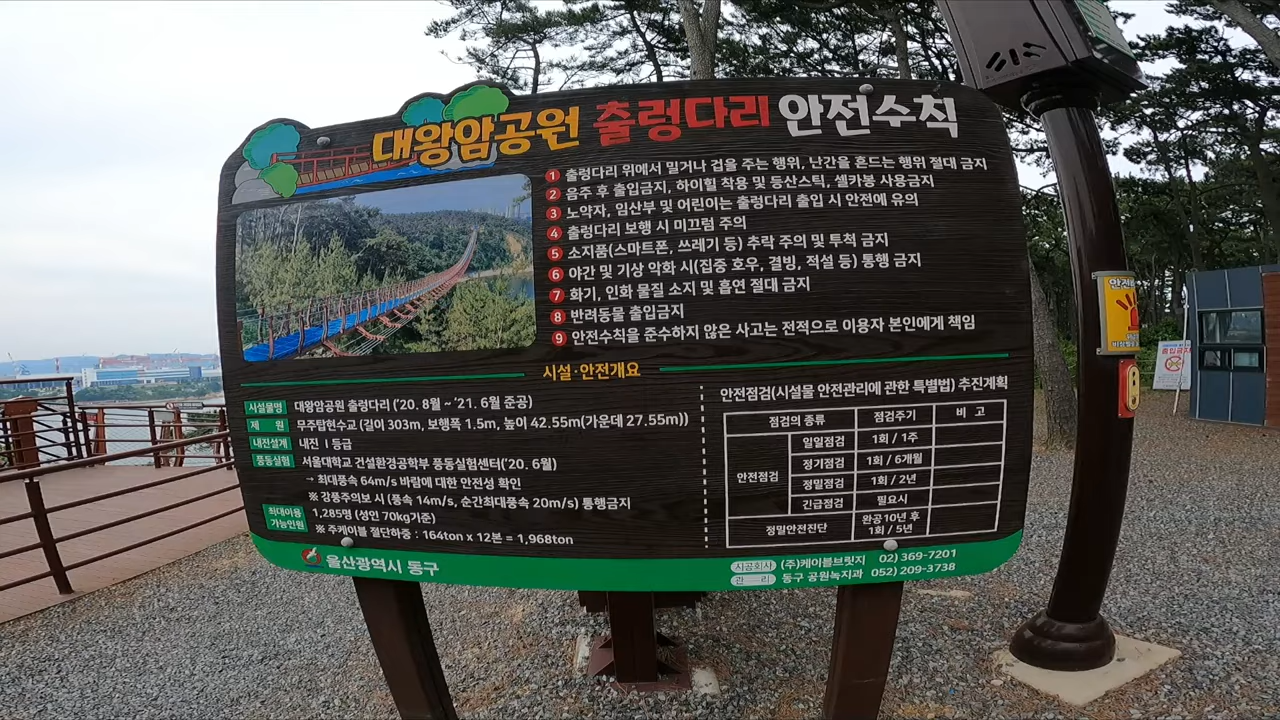 대왕암공원 출렁다리 안전수칙
1 출렁다리 위에서 밀거나 겁을 주는 행위, 난간을 흔드는 행위 절대 금지
2 음주 후 출입금지, 하이힐 착용 및 등산스틱, 셀카봉 사용금지
3 노약자, 임산부 및 어린이는 출렁다리 출입 시 안전에 유의
4 출렁다리 보행 시 미끄럼 주의
5 소지품(스마트폰, 쓰레기 등) 추락 주의 및 투척 금지
6 야간 및 기상 악화 시(집중 호우, 결빙, 적설 등) 통행 금지
7 화기, 인화 물질 소지 및 흡연 절대 금지
8 반려동물 출입금지
9 안전수칙을 준수하지 않은 사고는 전적으로 이용자 본인에게 책임
시설·안전개요
시설물명 대왕암공원 출렁다리 ('20. 8월 ~ '21. 6월 준공)
제 원 무주탑현수교 (길이 303m, 보행폭 1.5m, 높이 42.55m(가운데 27.55m))
내진설계 내진 Ⅰ등급
풍동실험 서울대학교 건설환경공학부 풍동실험센터('20. 6월)
→ 최대풍속 64m/s 바람에 대한 안전성 확인
※ 강풍주의보 시 (풍속 14m/s, 순간최대풍속 20m/s) 통행금지
최대이용 가능인원 1,285명 (성인 70kg기준)
※ 주케이블 절단하중 : 164ton x 12본 = 1,968ton
안전점검(시설물 안전관리에 관한 특별법) 추진계획
점검의 종류 점검주기 비 고
안전점검 일일점검 1회 / 1주
정기점검 1회 / 6개월
정밀점검 1회 / 2년
긴급점검 필요시
정밀안전진단 완공10년 후 1회 / 5년
울산광역시 동구
시공회사 (주)케이블브릿지 02) 369-7201
관 리 동구 공원녹지과 052) 209-3738
출입금지